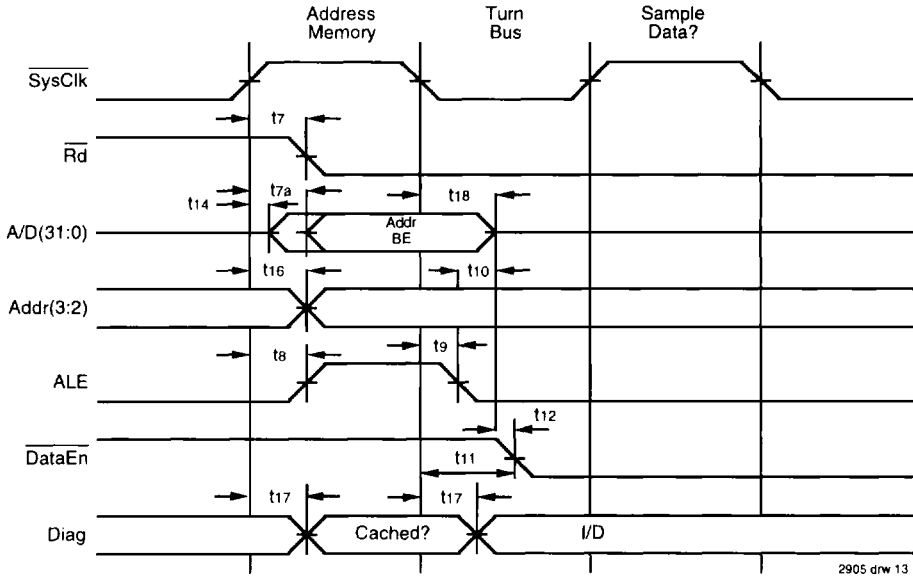 Address Memory
Turn Bus
Sample Data?
SysClk
t7
Rd
t7a
t18
t14
A/D(31:0)
Addr BE
t16
t10
Addr(3:2)
t8
t9
ALE
t12
DataEn
t11
t17
t17
Diag
Cached?
I/D
2905 drw 13